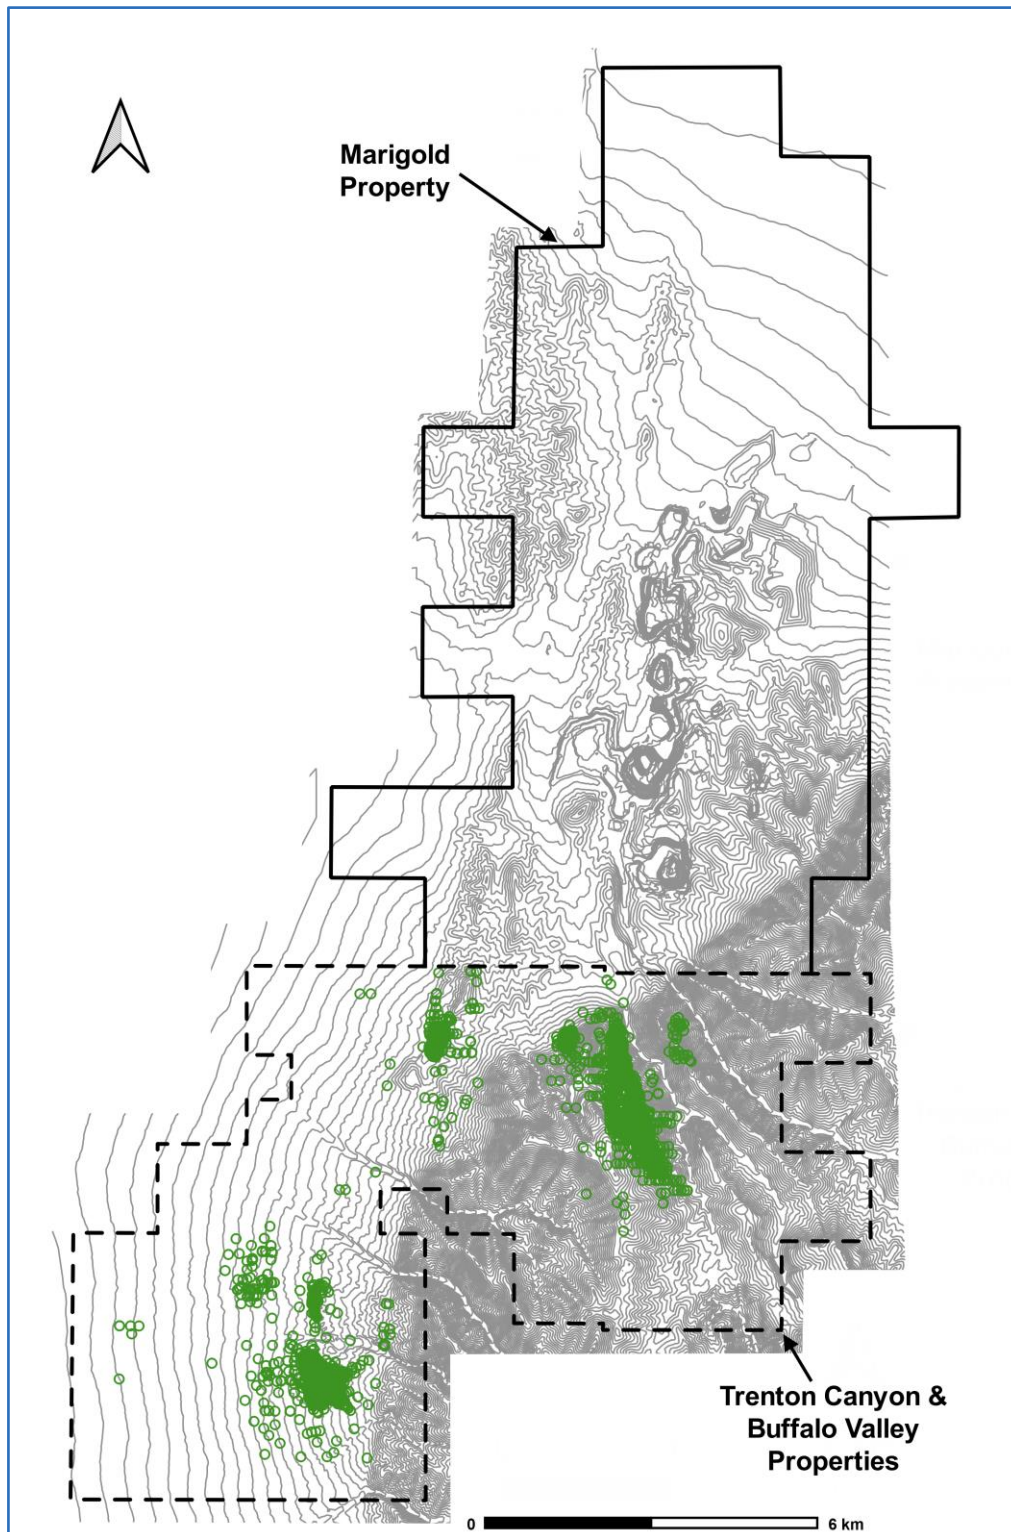 Marigold
Property
Trenton Canyon &
Buffalo Valley
Properties
0 6 km